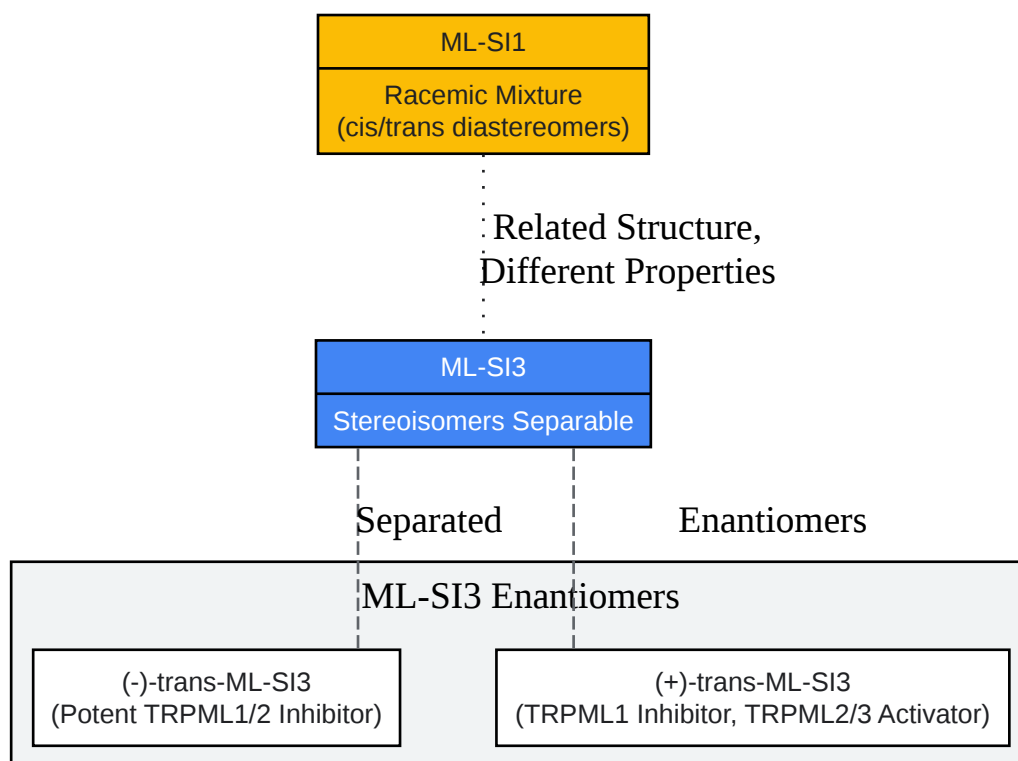 ML-SI1
Racemic Mixture
(cis/trans diastereomers)
Related Structure,
Different Properties
ML-SI3
Stereoisomers Separable
Separated
Enantiomers
ML-SI3 Enantiomers
(-)-trans-ML-SI3
(Potent TRPML1/2 Inhibitor)
(+)-trans-ML-SI3
(TRPML1 Inhibitor, TRPML2/3 Activator)